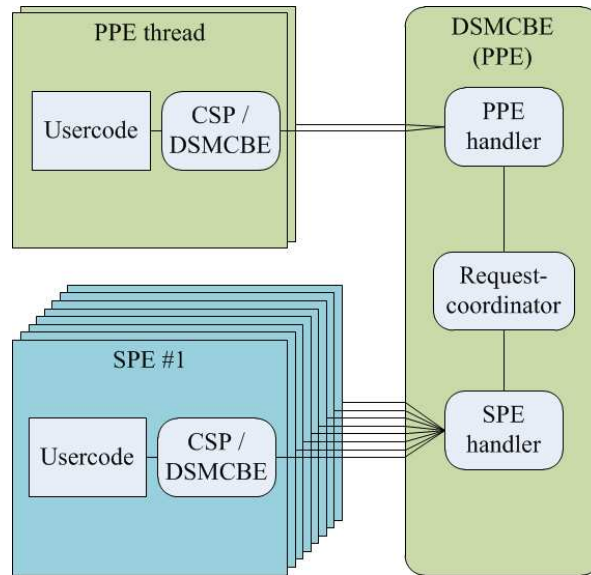 PPE thread
Usercode
CSP /
DSMCBE
DSMCBE
(PPE)
PPE
handler
Request-
coordinator
SPE
handler
SPE #1
Usercode
CSP /
DSMCBE